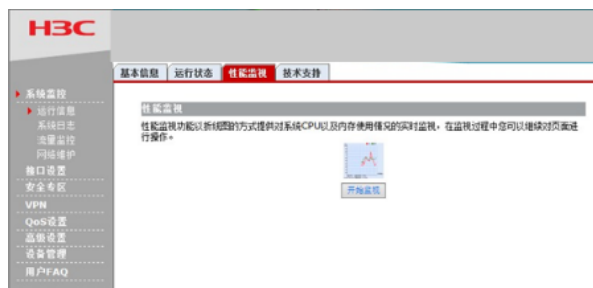 H3C
基本信息 运行状态 性能监视 技术支持
系统监控
运行信息
系统日志
流量监控
网络维护
接口设置
安全专区
VPN
QoS设置
高级设置
设备管理
用户FAQ
性能监视
性能监视功能以折线图的方式提供对系统CPU以及内存使用情况的实时监视，在监视过程中您可以继续对页面进
行操作。
开始监视